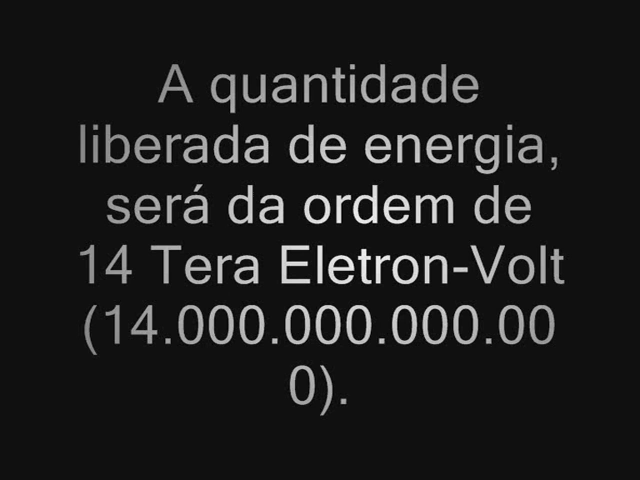 A quantidade
liberada de energia,
será da ordem de
14 Tera Eletron-Volt
(14.000.000.000.00
0).